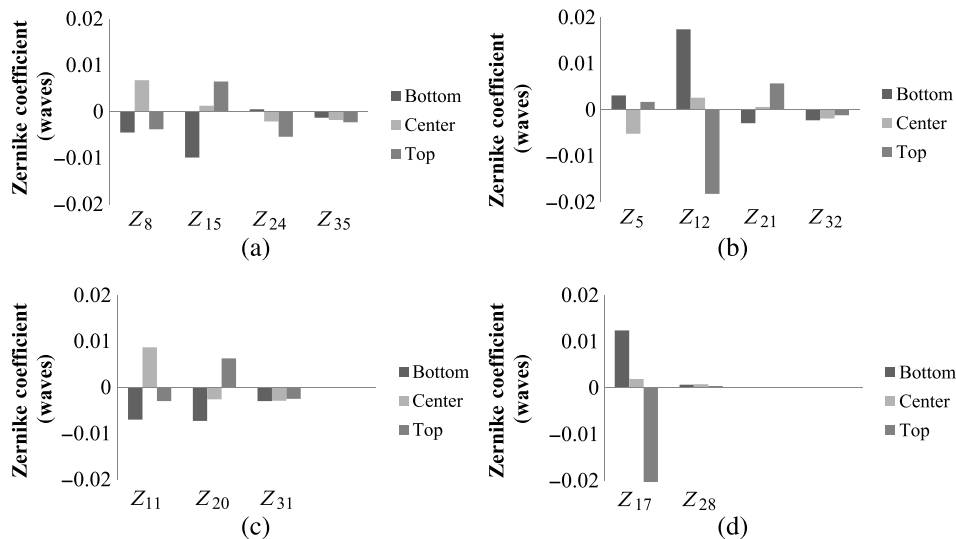 Zernike coefficient
(waves)
0.02
0.01
0
−0.01
−0.02
Z8 Z15 Z24 Z35
Bottom
Center
Top
(a)
Zernike coefficient
(waves)
0.02
0.01
0
−0.01
−0.02
Z5 Z12 Z21 Z32
Bottom
Center
Top
(b)
Zernike coefficient
(waves)
0.02
0.01
0
−0.01
−0.02
Z11 Z20 Z31
Bottom
Center
Top
(c)
Zernike coefficient
(waves)
0.02
0.01
0
−0.01
−0.02
Z17 Z28
Bottom
Center
Top
(d)